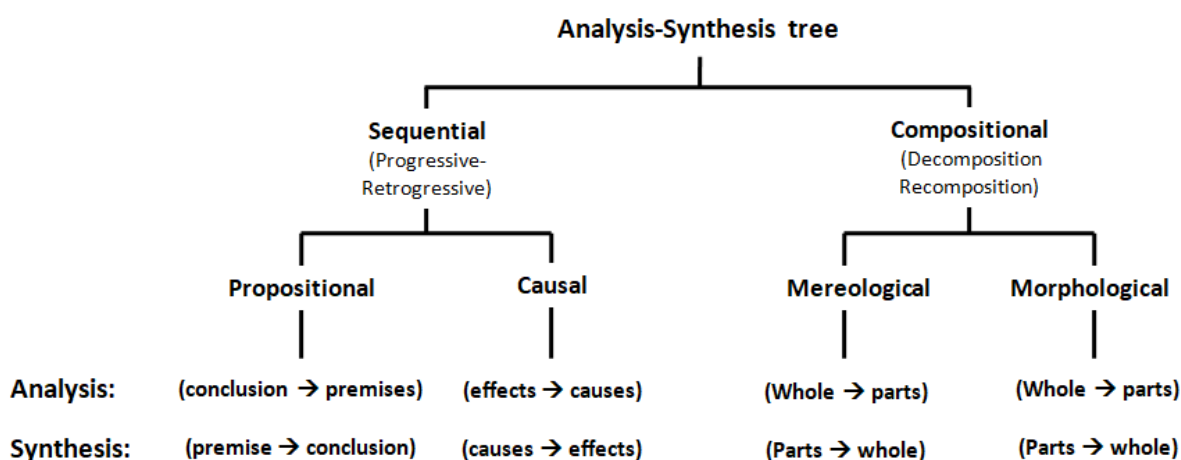 Analysis-Synthesis tree
Sequential
(Progressive-
Retrogressive)
Compositional
(Decomposition
Recomposition)
Propositional
Causal
Mereological
Morphological
Analysis: (conclusion → premises) (effects → causes) (Whole → parts) (Whole → parts)
Synthesis: (premise → conclusion) (causes → effects) (Parts → whole) (Parts → whole)